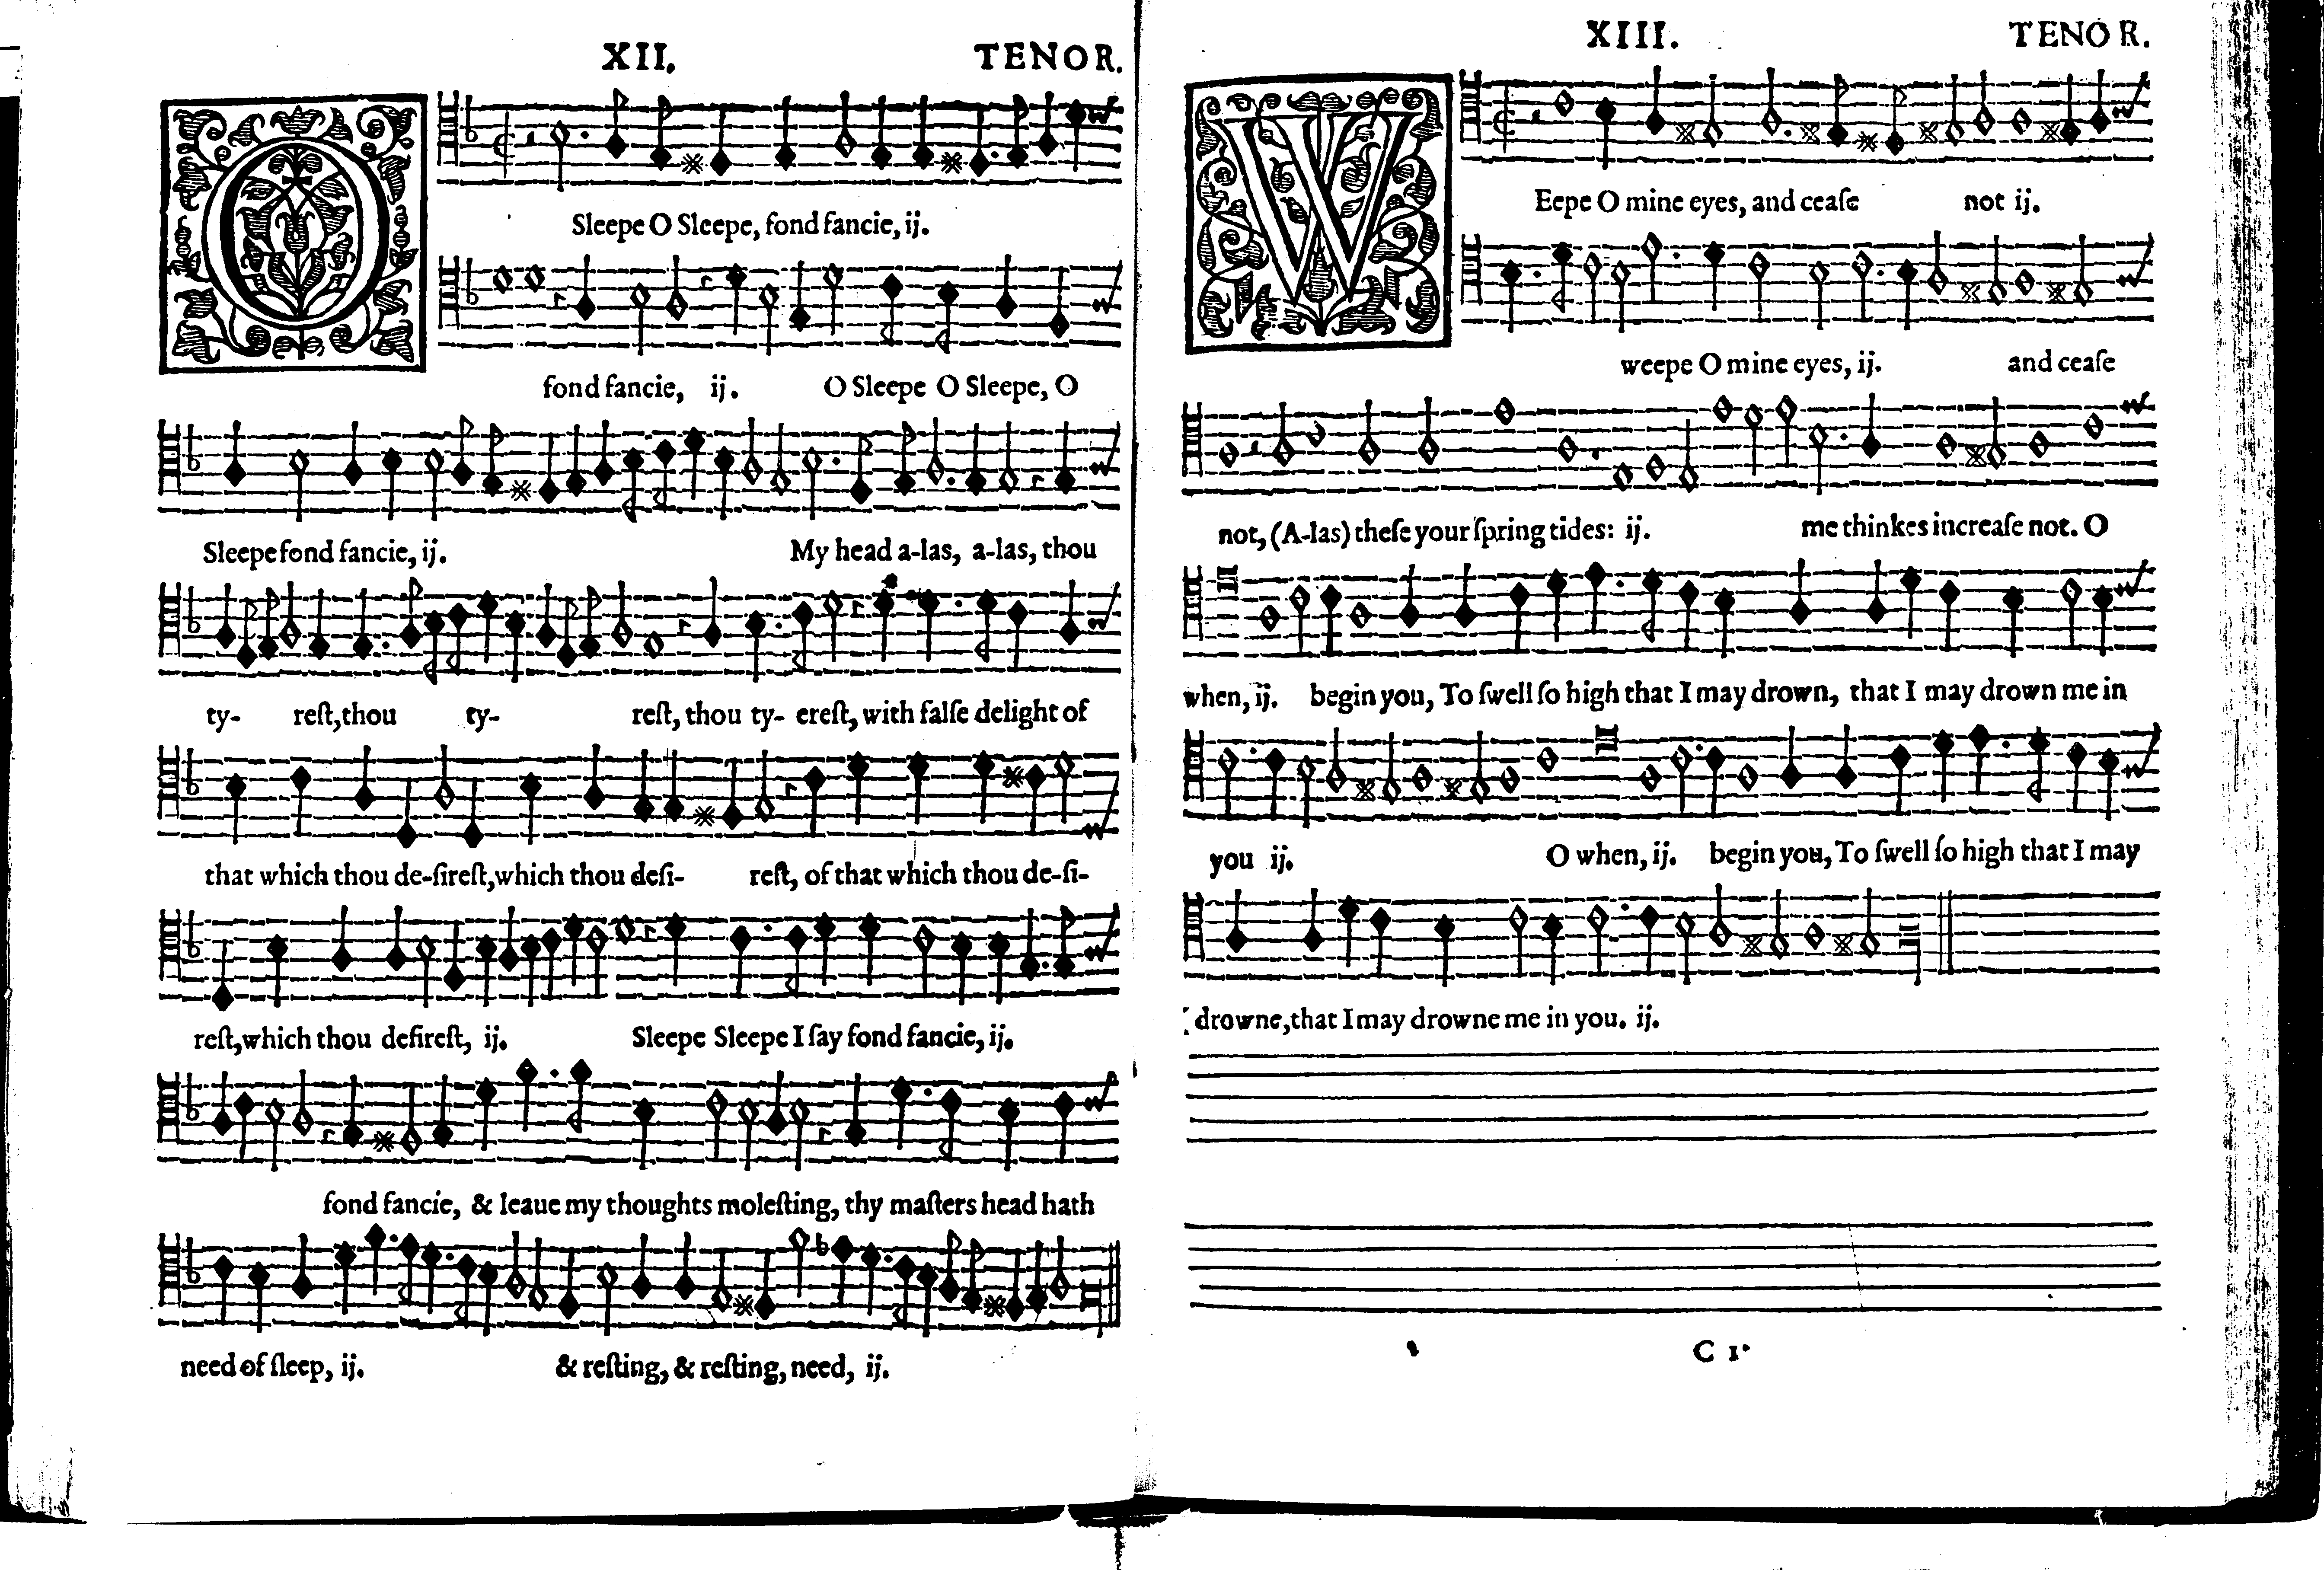 XII. TENOR.
O
Sleepe O Sleepe, fond fancie, ij.
fond fancie, ij. O Sleepe O Sleepe, O
Sleepe fond fancie, ij. My head a-las, a-las, thou
ty- reſt, thou ty- reſt, thou ty- ereſt, with falſe delight of
that which thou de-ſireſt, which thou deſi- reſt, of that which thou de-ſi-
reſt, which thou deſireſt, ij. Sleepe Sleepe I ſay fond fancie, ij.
fond fancie, & leaue my thoughts moleſting, thy maſters head hath
need of ſleep, ij. & reſting, & reſting, need, ij.
XIII. TENOR.
W
Eepe O mine eyes, and ceaſe not ij.
weepe O mine eyes, ij. and ceaſe
not, (A-las) theſe your ſpring tides: ij. me thinkes increaſe not. O
when, ij. begin you, To ſwell ſo high that I may drown, that I may drown me in
you ij. O when, ij. begin you, To ſwell ſo high that I may
drowne, that I may drowne me in you. ij.
C 1.